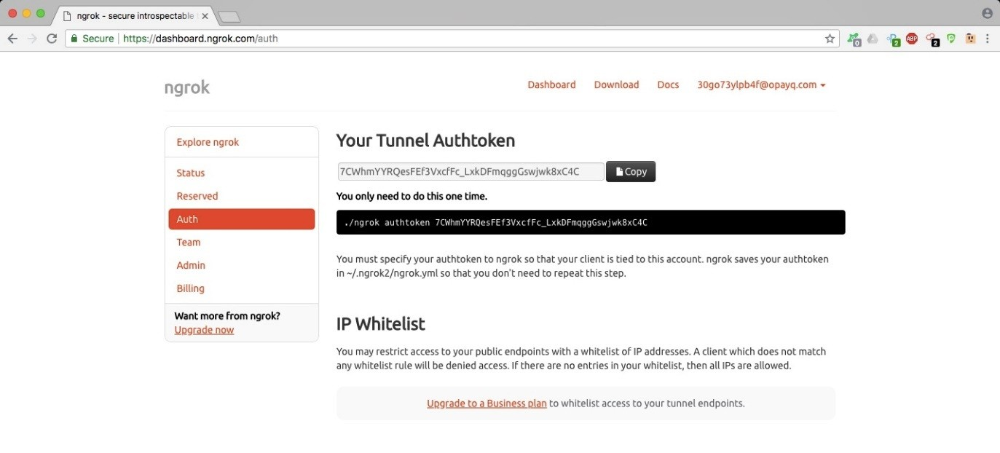 ngrok - secure introspectable
Secure https://dashboard.ngrok.com/auth
0
2
ABP
2
ngrok
Dashboard Download Docs 30go73ylpb4f@opayq.com
Explore ngrok
Status
Reserved
Auth
Team
Admin
Billing
Want more from ngrok?
Upgrade now
Your Tunnel Authtoken
7CWhmYYRQesFEf3VxcfFc_LxkDFmqggGswjwk8xC4C Copy
You only need to do this one time.
./ngrok authtoken 7CWhmYYRQesFEf3VxcfFc_LxkDFmqggGswjwk8xC4C
You must specify your authtoken to ngrok so that your client is tied to this account. ngrok saves your authtoken
in ~/.ngrok2/ngrok.yml so that you don't need to repeat this step.
IP Whitelist
You may restrict access to your public endpoints with a whitelist of IP addresses. A client which does not match
any whitelist rule will be denied access. If there are no entries in your whitelist, then all IPs are allowed.
Upgrade to a Business plan to whitelist access to your tunnel endpoints.